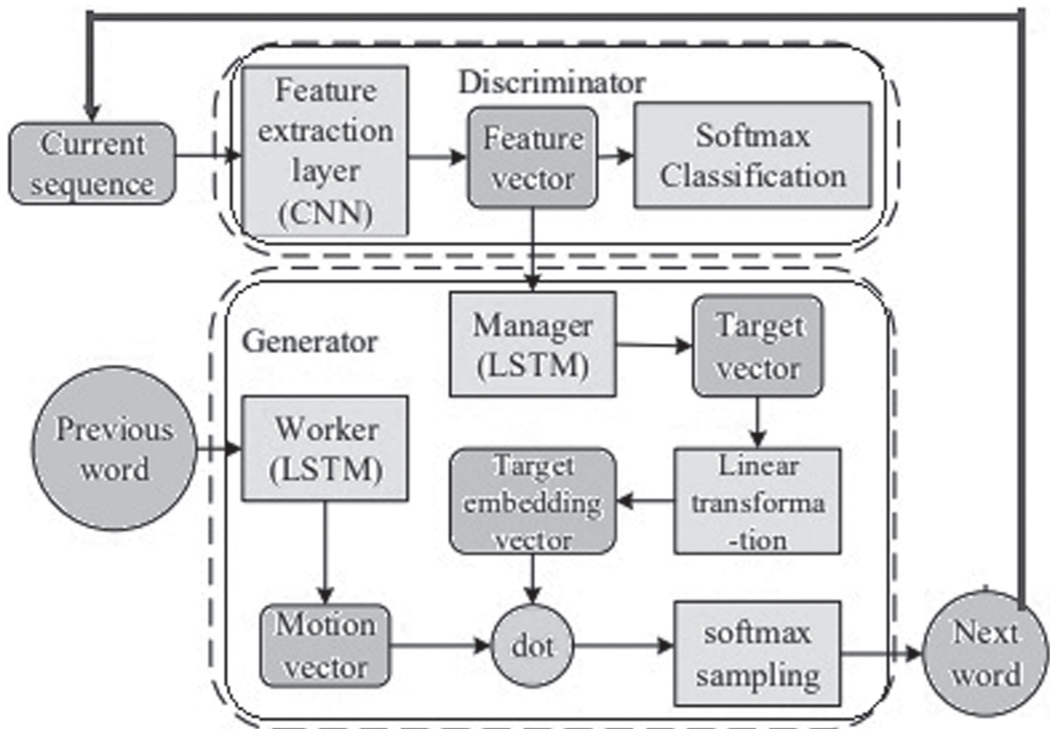 Current
sequence
Feature
extraction
layer
(CNN)
Discriminator
Feature
vector
Softmax
Classification
Generator
Manager
(LSTM)
Target
vector
Previous
word
Worker
(LSTM)
Target
embedding
vector
Linear
transforma
-tion
Motion
vector
dot
softmax
sampling
Next
word